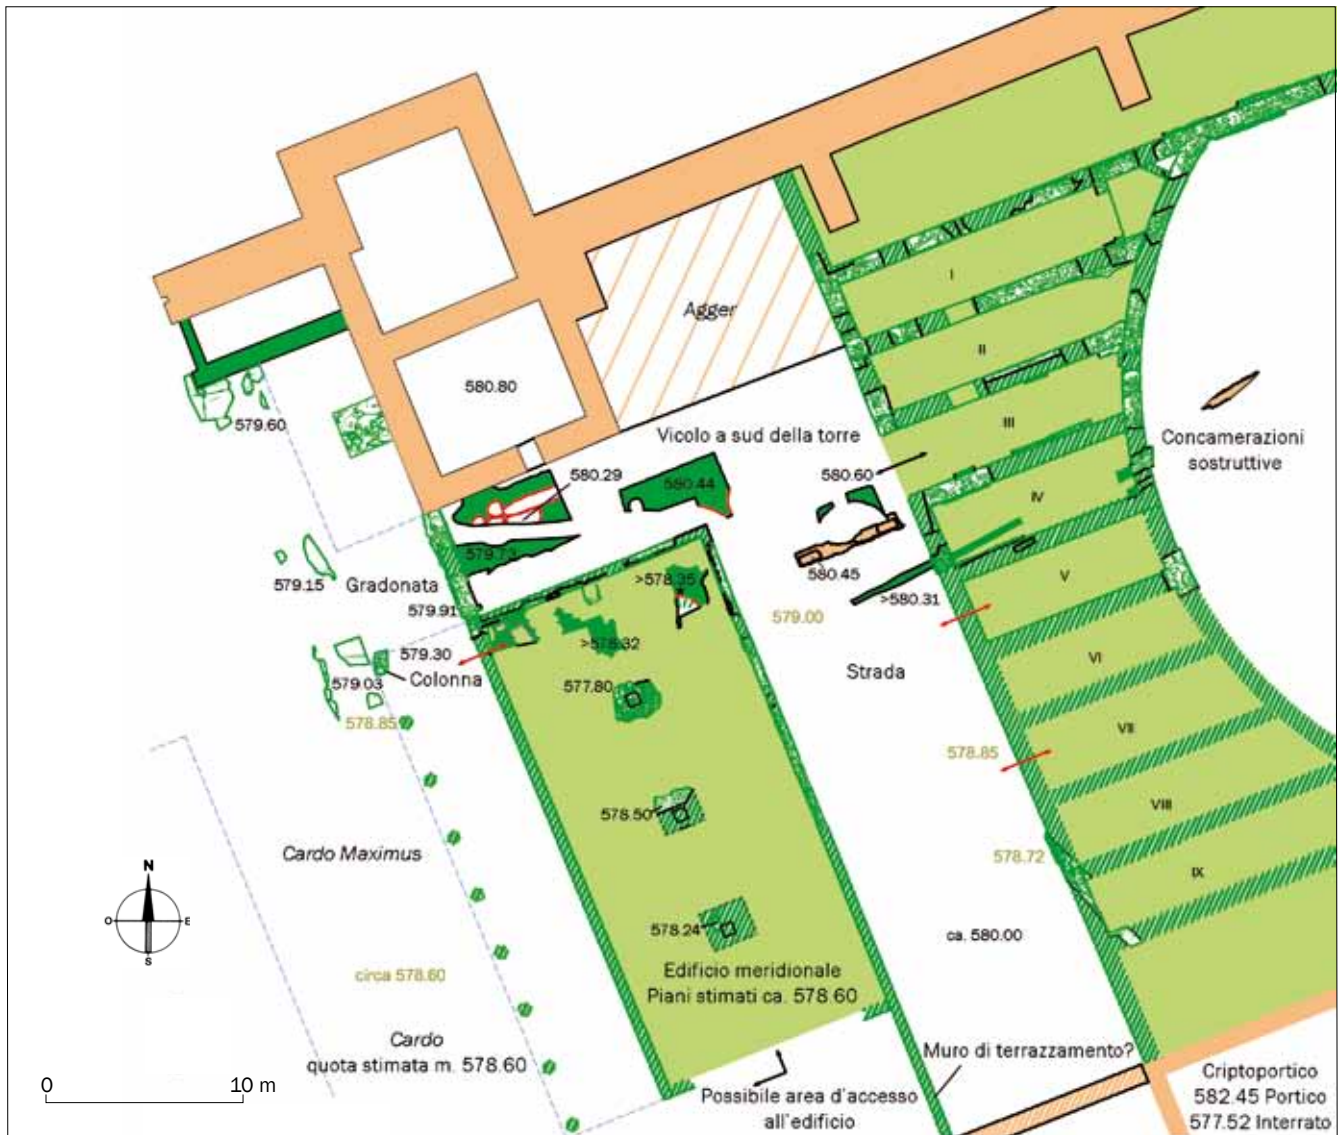 I
Agger
II
580.80
579.60
III
Vicolo a sud della torre
Concamerazioni
sostruttive
580.29
580.60
580.44
IV
579.73
579.15
Gradonata
>578.35
580.45
V
579.91
>580.31
579.00
>578.32
579.30
Colonna
579.03
577.80
VI
Strada
578.85
VII
578.85
VIII
578.50
Cardo Maximus
578.72
IX
N
O
E
S
578.24
ca. 580.00
circa 578.60
Edificio meridionale
Piani stimati ca. 578.60
Cardo
quota stimata m. 578.60
Muro di terrazzamento?
0
10 m
Possibile area d'accesso
all'edificio
Criptoportico
582.45 Portico
577.52 Interrato